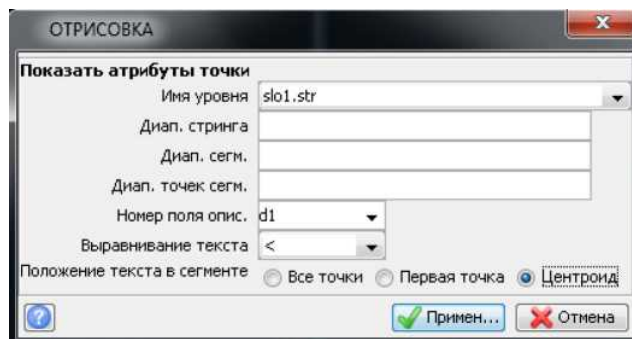 ОТРИСОВКА
Показать атрибуты точки
Имя уровня slo1.str
Диап. стринга
Диап. сегм.
Диап. точек сегм.
Номер поля опис. d1
Выравнивание текста <
Положение текста в сегменте Все точки Первая точка Центроид
? Примен... Отмена